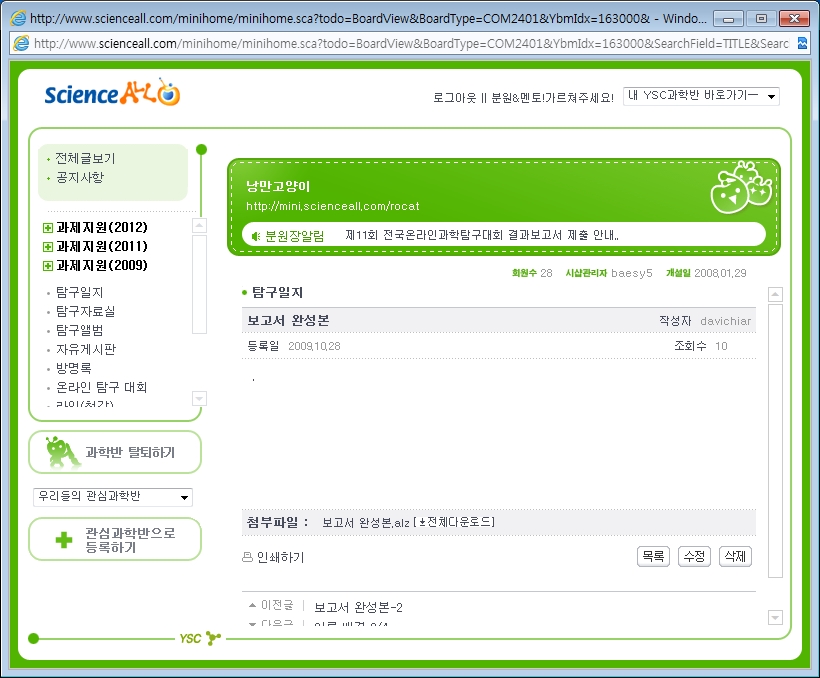 http://www.scienceall.com/minihome/minihome.sca?todo=BoardView&BoardType=COM2401&YbmIdx=163000& - Windo...
http://www.scienceall.com/minihome/minihome.sca?todo=BoardView&BoardType=COM2401&YbmIdx=163000&SearchField=TITLE&Searc
Science ALL
로그아웃 || 분원&멘토!가르쳐주세요!
내 YSC과학반 바로가기━
전체글보기
공지사항
과제지원(2012)
과제지원(2011)
과제지원(2009)
탐구일지
탐구자료실
탐구앨범
자유게시판
방명록
온라인 탐구 대회
과학반 탈퇴하기
우리들의 관심과학반
관심과학반으로
등록하기
낭만고양이
http://mini.scienceall.com/rocat
분원장알림 제11회 전국온라인과학탐구대회 결과보고서 제출 안내..
회원수 28 시샵관리자 baesy5 개설일 2008.01.29
탐구일지
보고서 완성본 작성자 davichiar
등록일 2009.10.28 조회수 10
.
첨부파일 : 보고서 완성본.alz [전체다운로드]
인쇄하기 목록 수정 삭제
이전글 | 보고서 완성본-2
다음글
YSC